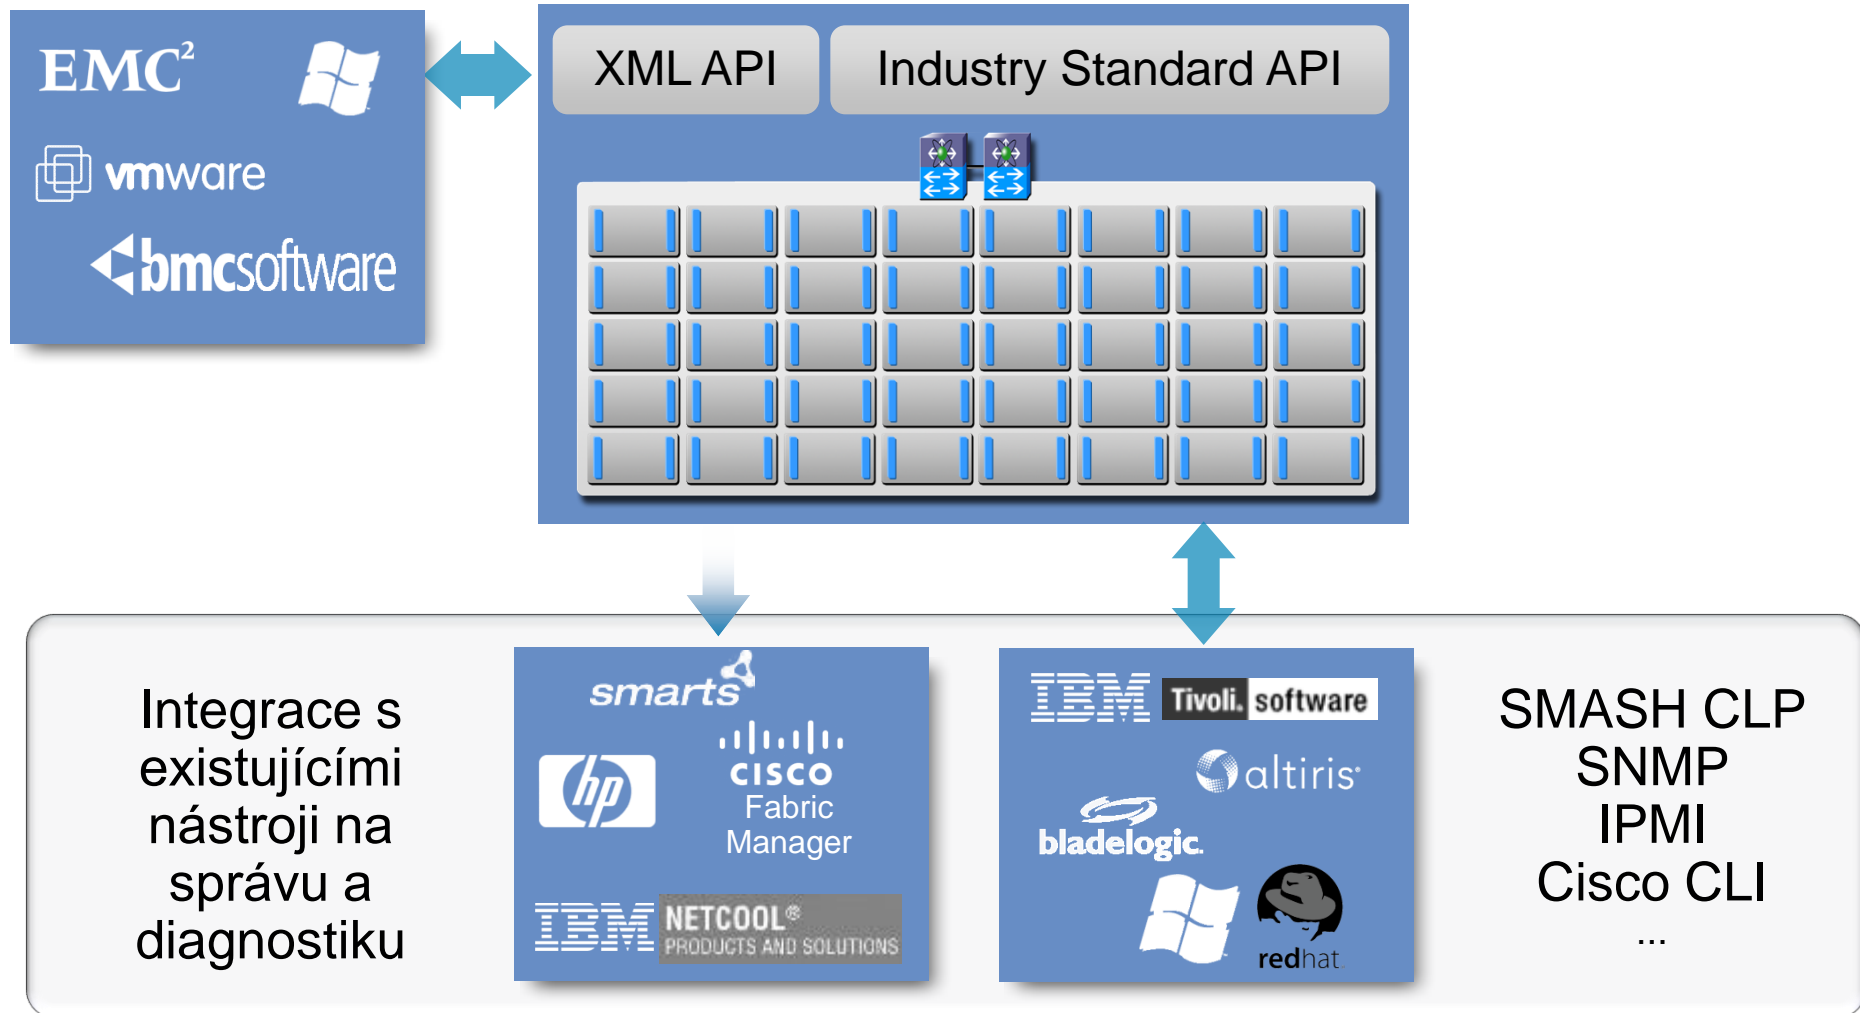 EMC²
vmware
bmcsoftware
XML API
Industry Standard API
Integrace s
existujícími
nástroji na
správu a
diagnostiku
smarts
hp
CISCO
Fabric
Manager
IBM
NETCOOL®
PRODUCTS AND SOLUTIONS
IBM
Tivoli. software
altiris
bladelogic.
redhat.
SMASH CLP
SNMP
IPMI
Cisco CLI
...